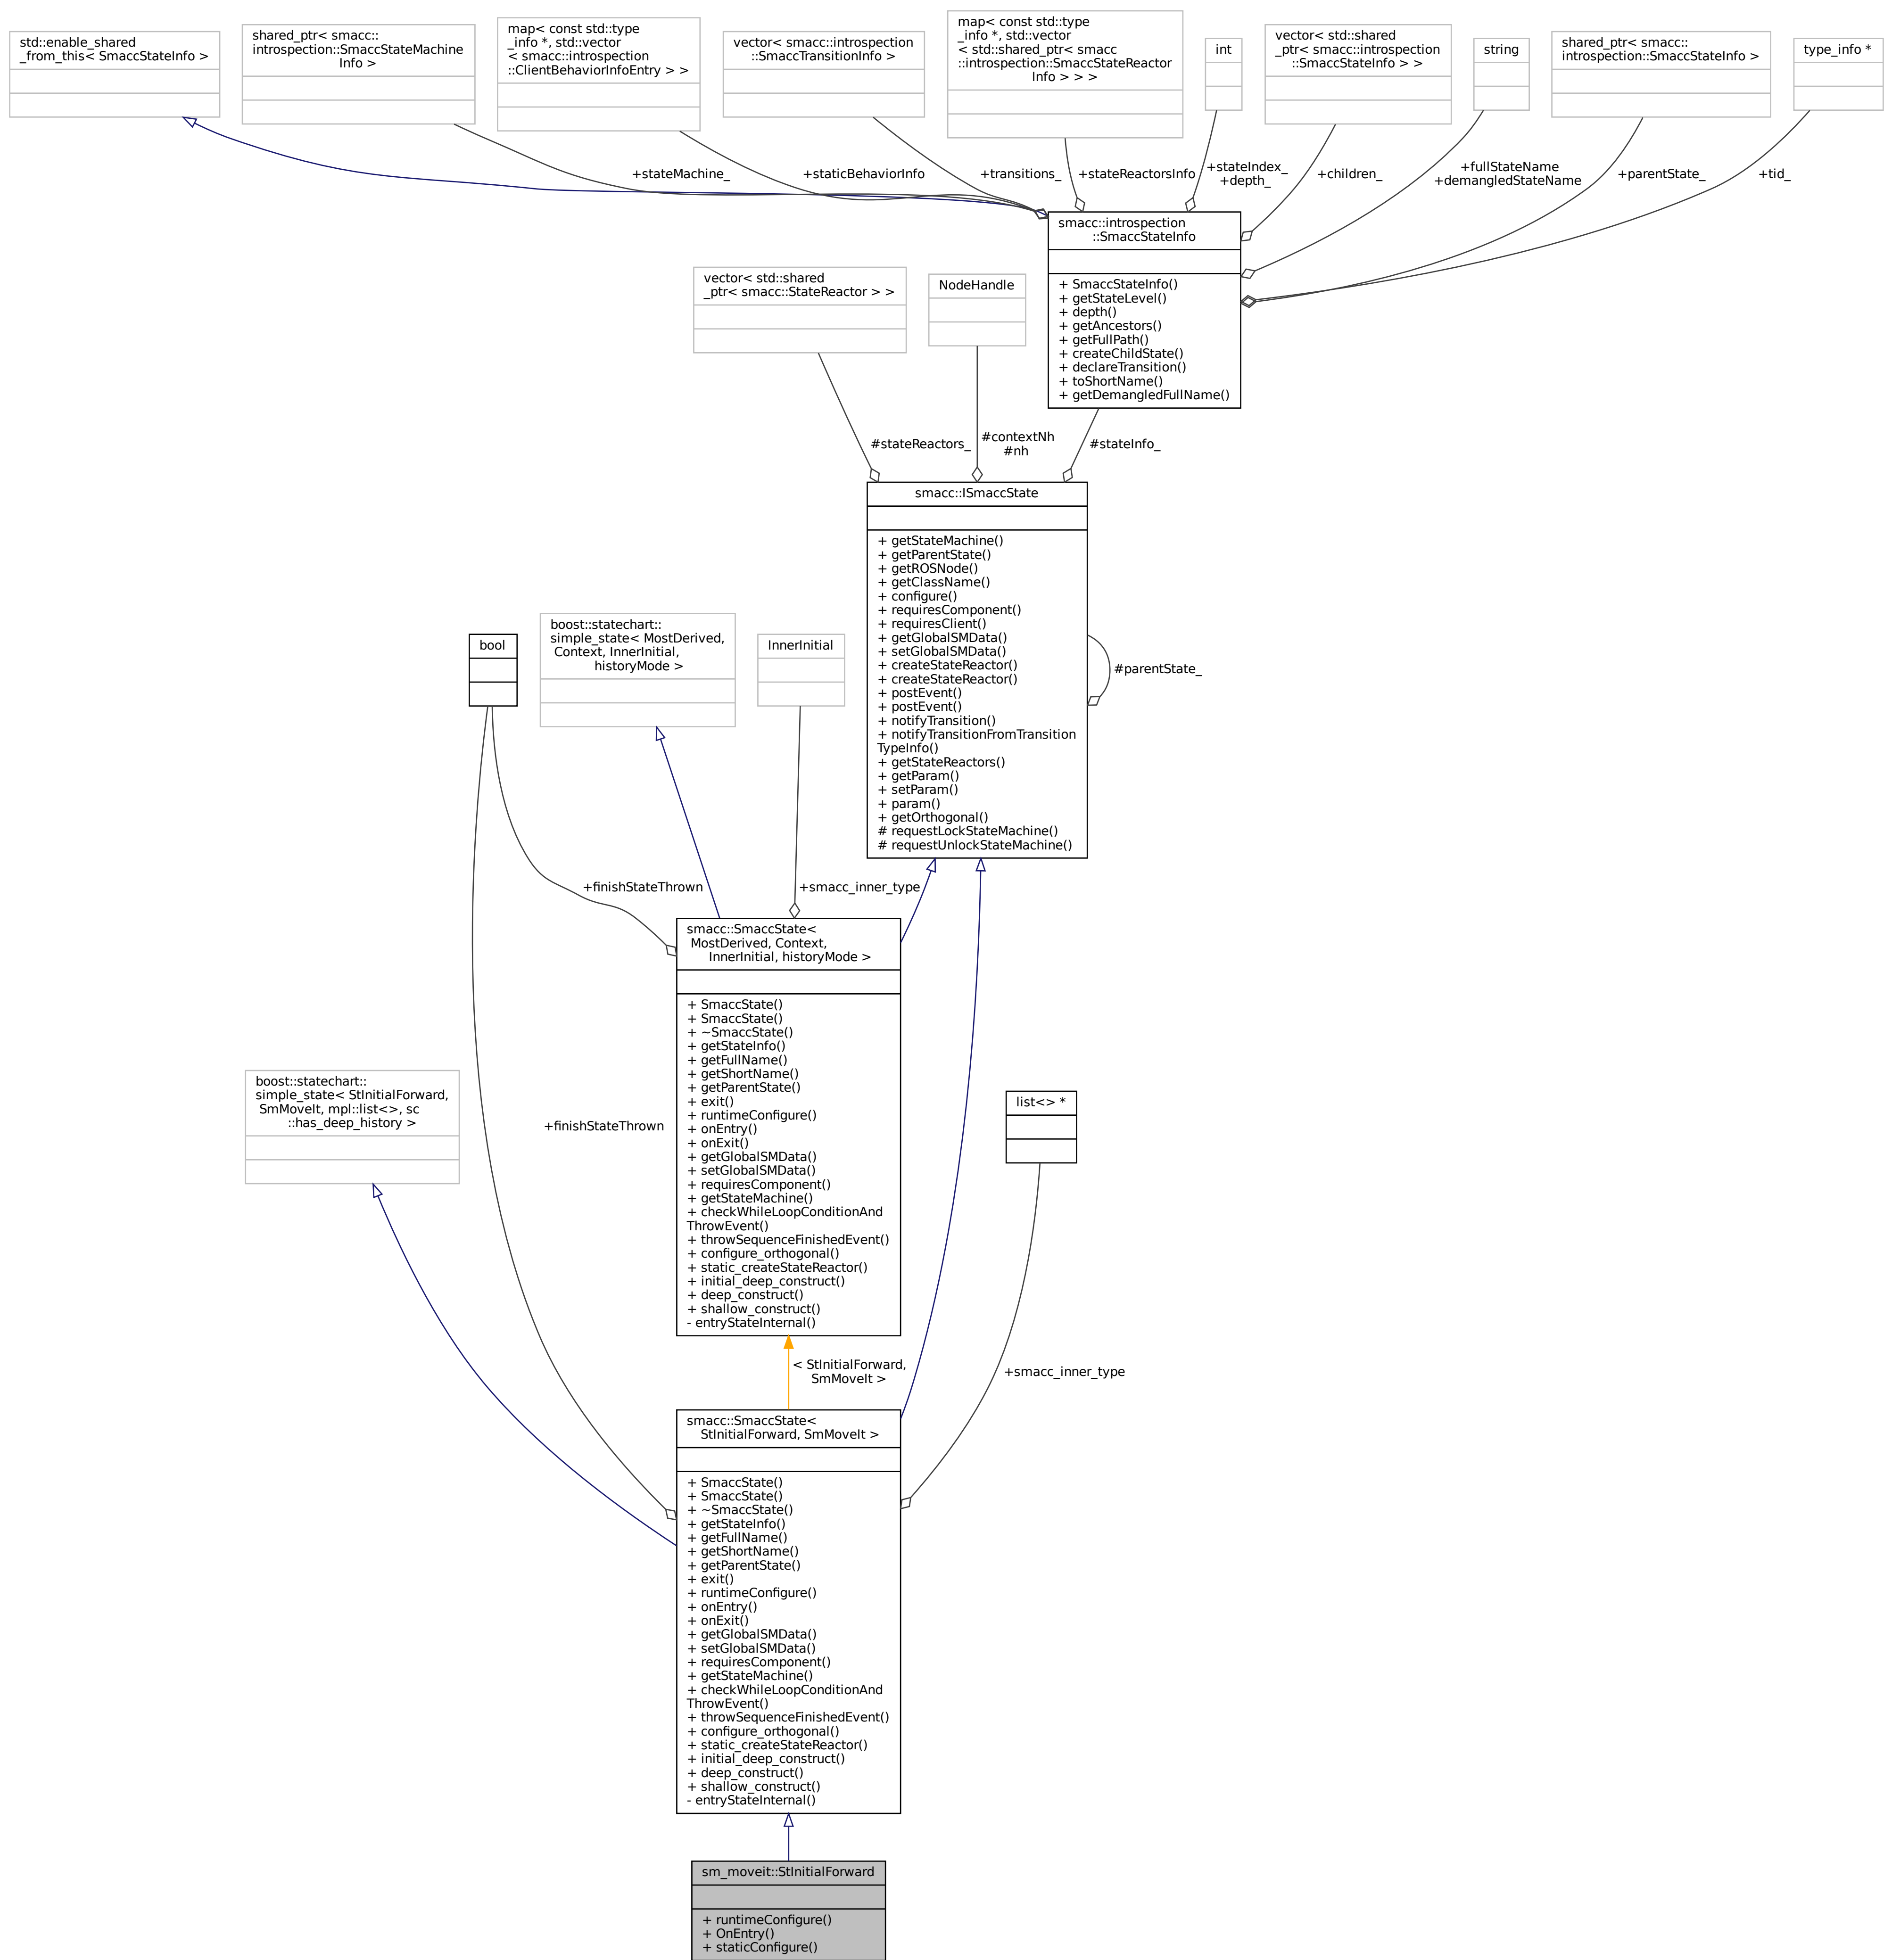 std::enable_shared
_from_this< SmaccStateInfo >
shared_ptr< smacc::
introspection::SmaccStateMachine
Info >
map< const std::type
_info *, std::vector
< smacc::introspection
::ClientBehaviorInfoEntry > >
vector< smacc::introspection
::SmaccTransitionInfo >
map< const std::type
_info *, std::vector
< std::shared_ptr< smacc
::introspection::SmaccStateReactor
Info > > >
int
vector< std::shared
_ptr< smacc::introspection
::SmaccStateInfo > >
string
shared_ptr< smacc::
introspection::SmaccStateInfo >
type_info *
+stateMachine_
+staticBehaviorInfo
+transitions_
+stateReactorsInfo
+stateIndex_
+depth_
+children_
+fullStateName
+demangledStateName
+parentState_
+tid_
smacc::introspection
::SmaccStateInfo
+ SmaccStateInfo()
+ getStateLevel()
+ depth()
+ getAncestors()
+ getFullPath()
+ createChildState()
+ declareTransition()
+ toShortName()
+ getDemangledFullName()
vector< std::shared
_ptr< smacc::StateReactor > >
NodeHandle
#stateReactors_
#contextNh
#nh
#stateInfo_
smacc::ISmaccState
+ getStateMachine()
+ getParentState()
+ getROSNode()
+ getClassName()
+ configure()
+ requiresComponent()
+ requiresClient()
+ getGlobalSMData()
+ setGlobalSMData()
+ createStateReactor()
+ createStateReactor()
+ postEvent()
+ postEvent()
+ notifyTransition()
+ notifyTransitionFromTransition
TypeInfo()
+ getStateReactors()
+ getParam()
+ setParam()
+ param()
+ getOrthogonal()
# requestLockStateMachine()
# requestUnlockStateMachine()
#parentState_
bool
boost::statechart::
simple_state< MostDerived,
Context, InnerInitial,
historyMode >
InnerInitial
+finishStateThrown
+smacc_inner_type
smacc::SmaccState<
MostDerived, Context,
InnerInitial, historyMode >
+ SmaccState()
+ SmaccState()
+ ~SmaccState()
+ getStateInfo()
+ getFullName()
+ getShortName()
+ getParentState()
+ exit()
+ runtimeConfigure()
+ onEntry()
+ onExit()
+ getGlobalSMData()
+ setGlobalSMData()
+ requiresComponent()
+ getStateMachine()
+ checkWhileLoopConditionAnd
ThrowEvent()
+ throwSequenceFinishedEvent()
+ configure_orthogonal()
+ static_createStateReactor()
+ initial_deep_construct()
+ deep_construct()
+ shallow_construct()
- entryStateInternal()
boost::statechart::
simple_state< StInitialForward,
SmMoveIt, mpl::list<>, sc
::has_deep_history >
+finishStateThrown
list<> *
< StInitialForward,
SmMoveIt >
+smacc_inner_type
smacc::SmaccState<
StInitialForward, SmMoveIt >
+ SmaccState()
+ SmaccState()
+ ~SmaccState()
+ getStateInfo()
+ getFullName()
+ getShortName()
+ getParentState()
+ exit()
+ runtimeConfigure()
+ onEntry()
+ onExit()
+ getGlobalSMData()
+ setGlobalSMData()
+ requiresComponent()
+ getStateMachine()
+ checkWhileLoopConditionAnd
ThrowEvent()
+ throwSequenceFinishedEvent()
+ configure_orthogonal()
+ static_createStateReactor()
+ initial_deep_construct()
+ deep_construct()
+ shallow_construct()
- entryStateInternal()
sm_moveit::StInitialForward
+ runtimeConfigure()
+ OnEntry()
+ staticConfigure()